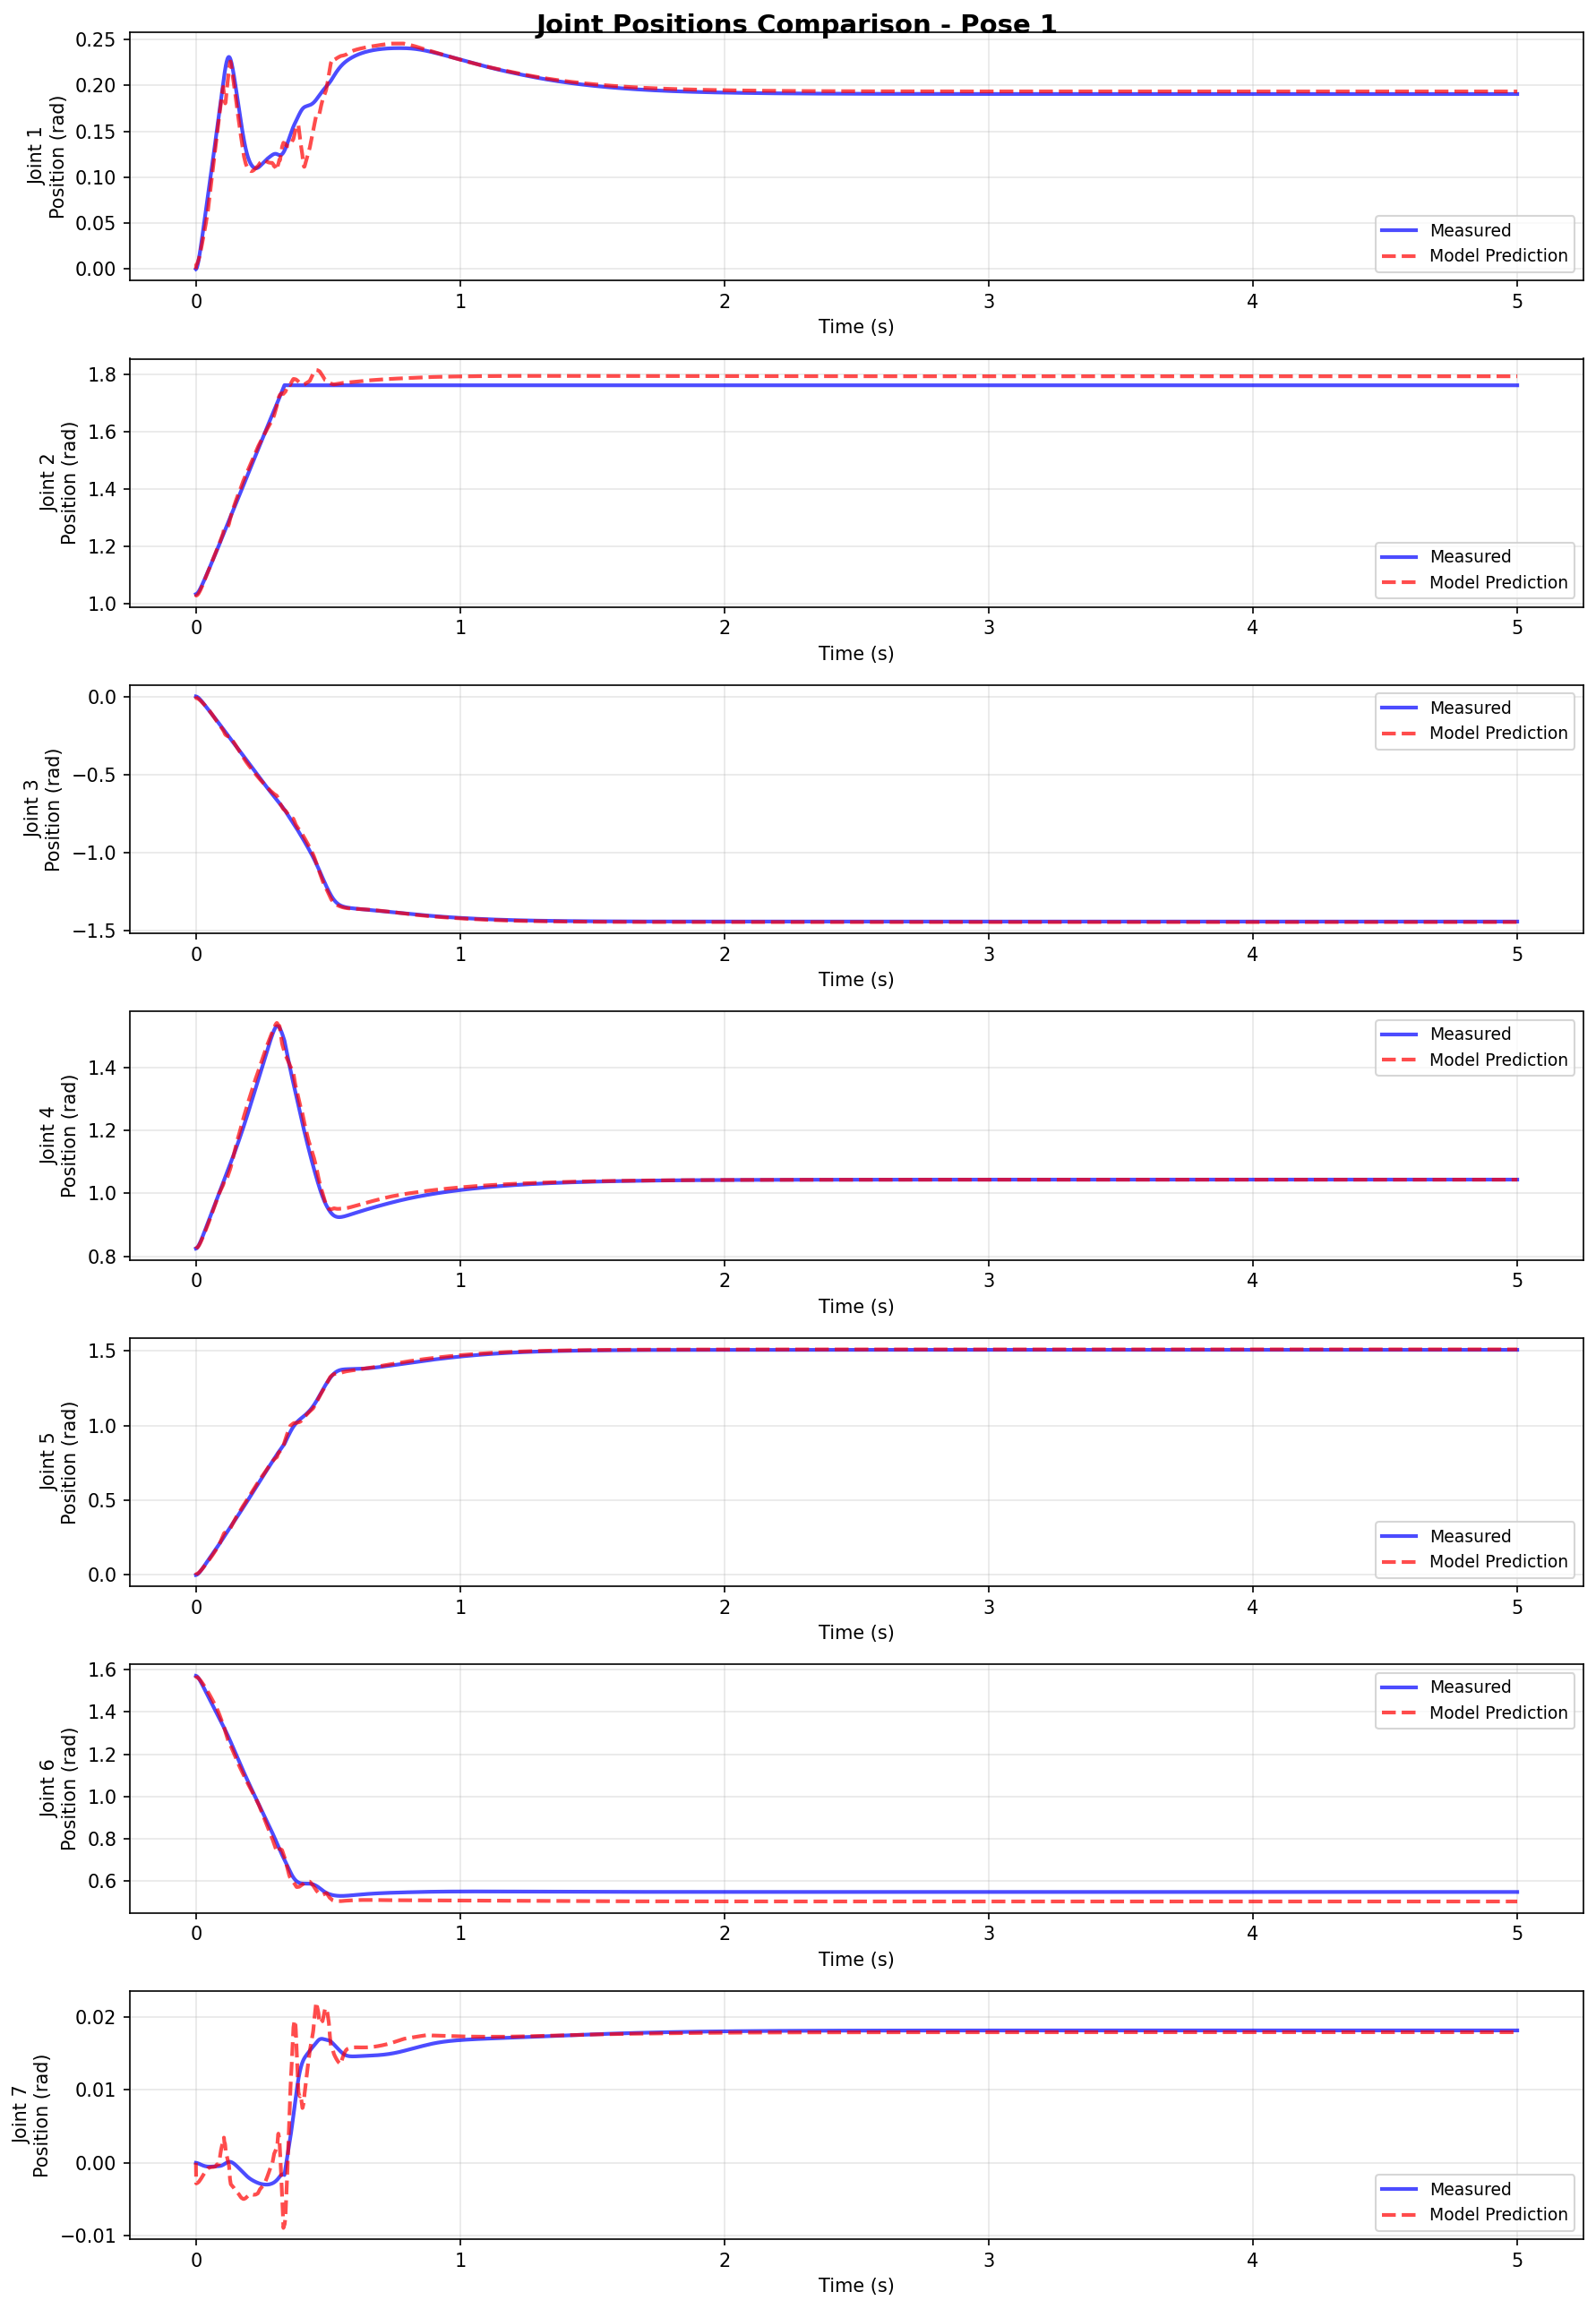 Joint Positions Comparison - Pose 1
Joint 1
Position (rad)
0.25
0.20
0.15
0.10
0.05
0.00
Measured
Model Prediction
0 1 2 3 4 5
Time (s)
Joint 2
Position (rad)
1.8
1.6
1.4
1.2
1.0
Measured
Model Prediction
0 1 2 3 4 5
Time (s)
Joint 3
Position (rad)
0.0
−0.5
−1.0
−1.5
Measured
Model Prediction
0 1 2 3 4 5
Time (s)
Joint 4
Position (rad)
1.4
1.2
1.0
0.8
Measured
Model Prediction
0 1 2 3 4 5
Time (s)
Joint 5
Position (rad)
1.5
1.0
0.5
0.0
Measured
Model Prediction
0 1 2 3 4 5
Time (s)
Joint 6
Position (rad)
1.6
1.4
1.2
1.0
0.8
0.6
Measured
Model Prediction
0 1 2 3 4 5
Time (s)
Joint 7
Position (rad)
0.02
0.01
0.00
−0.01
Measured
Model Prediction
0 1 2 3 4 5
Time (s)